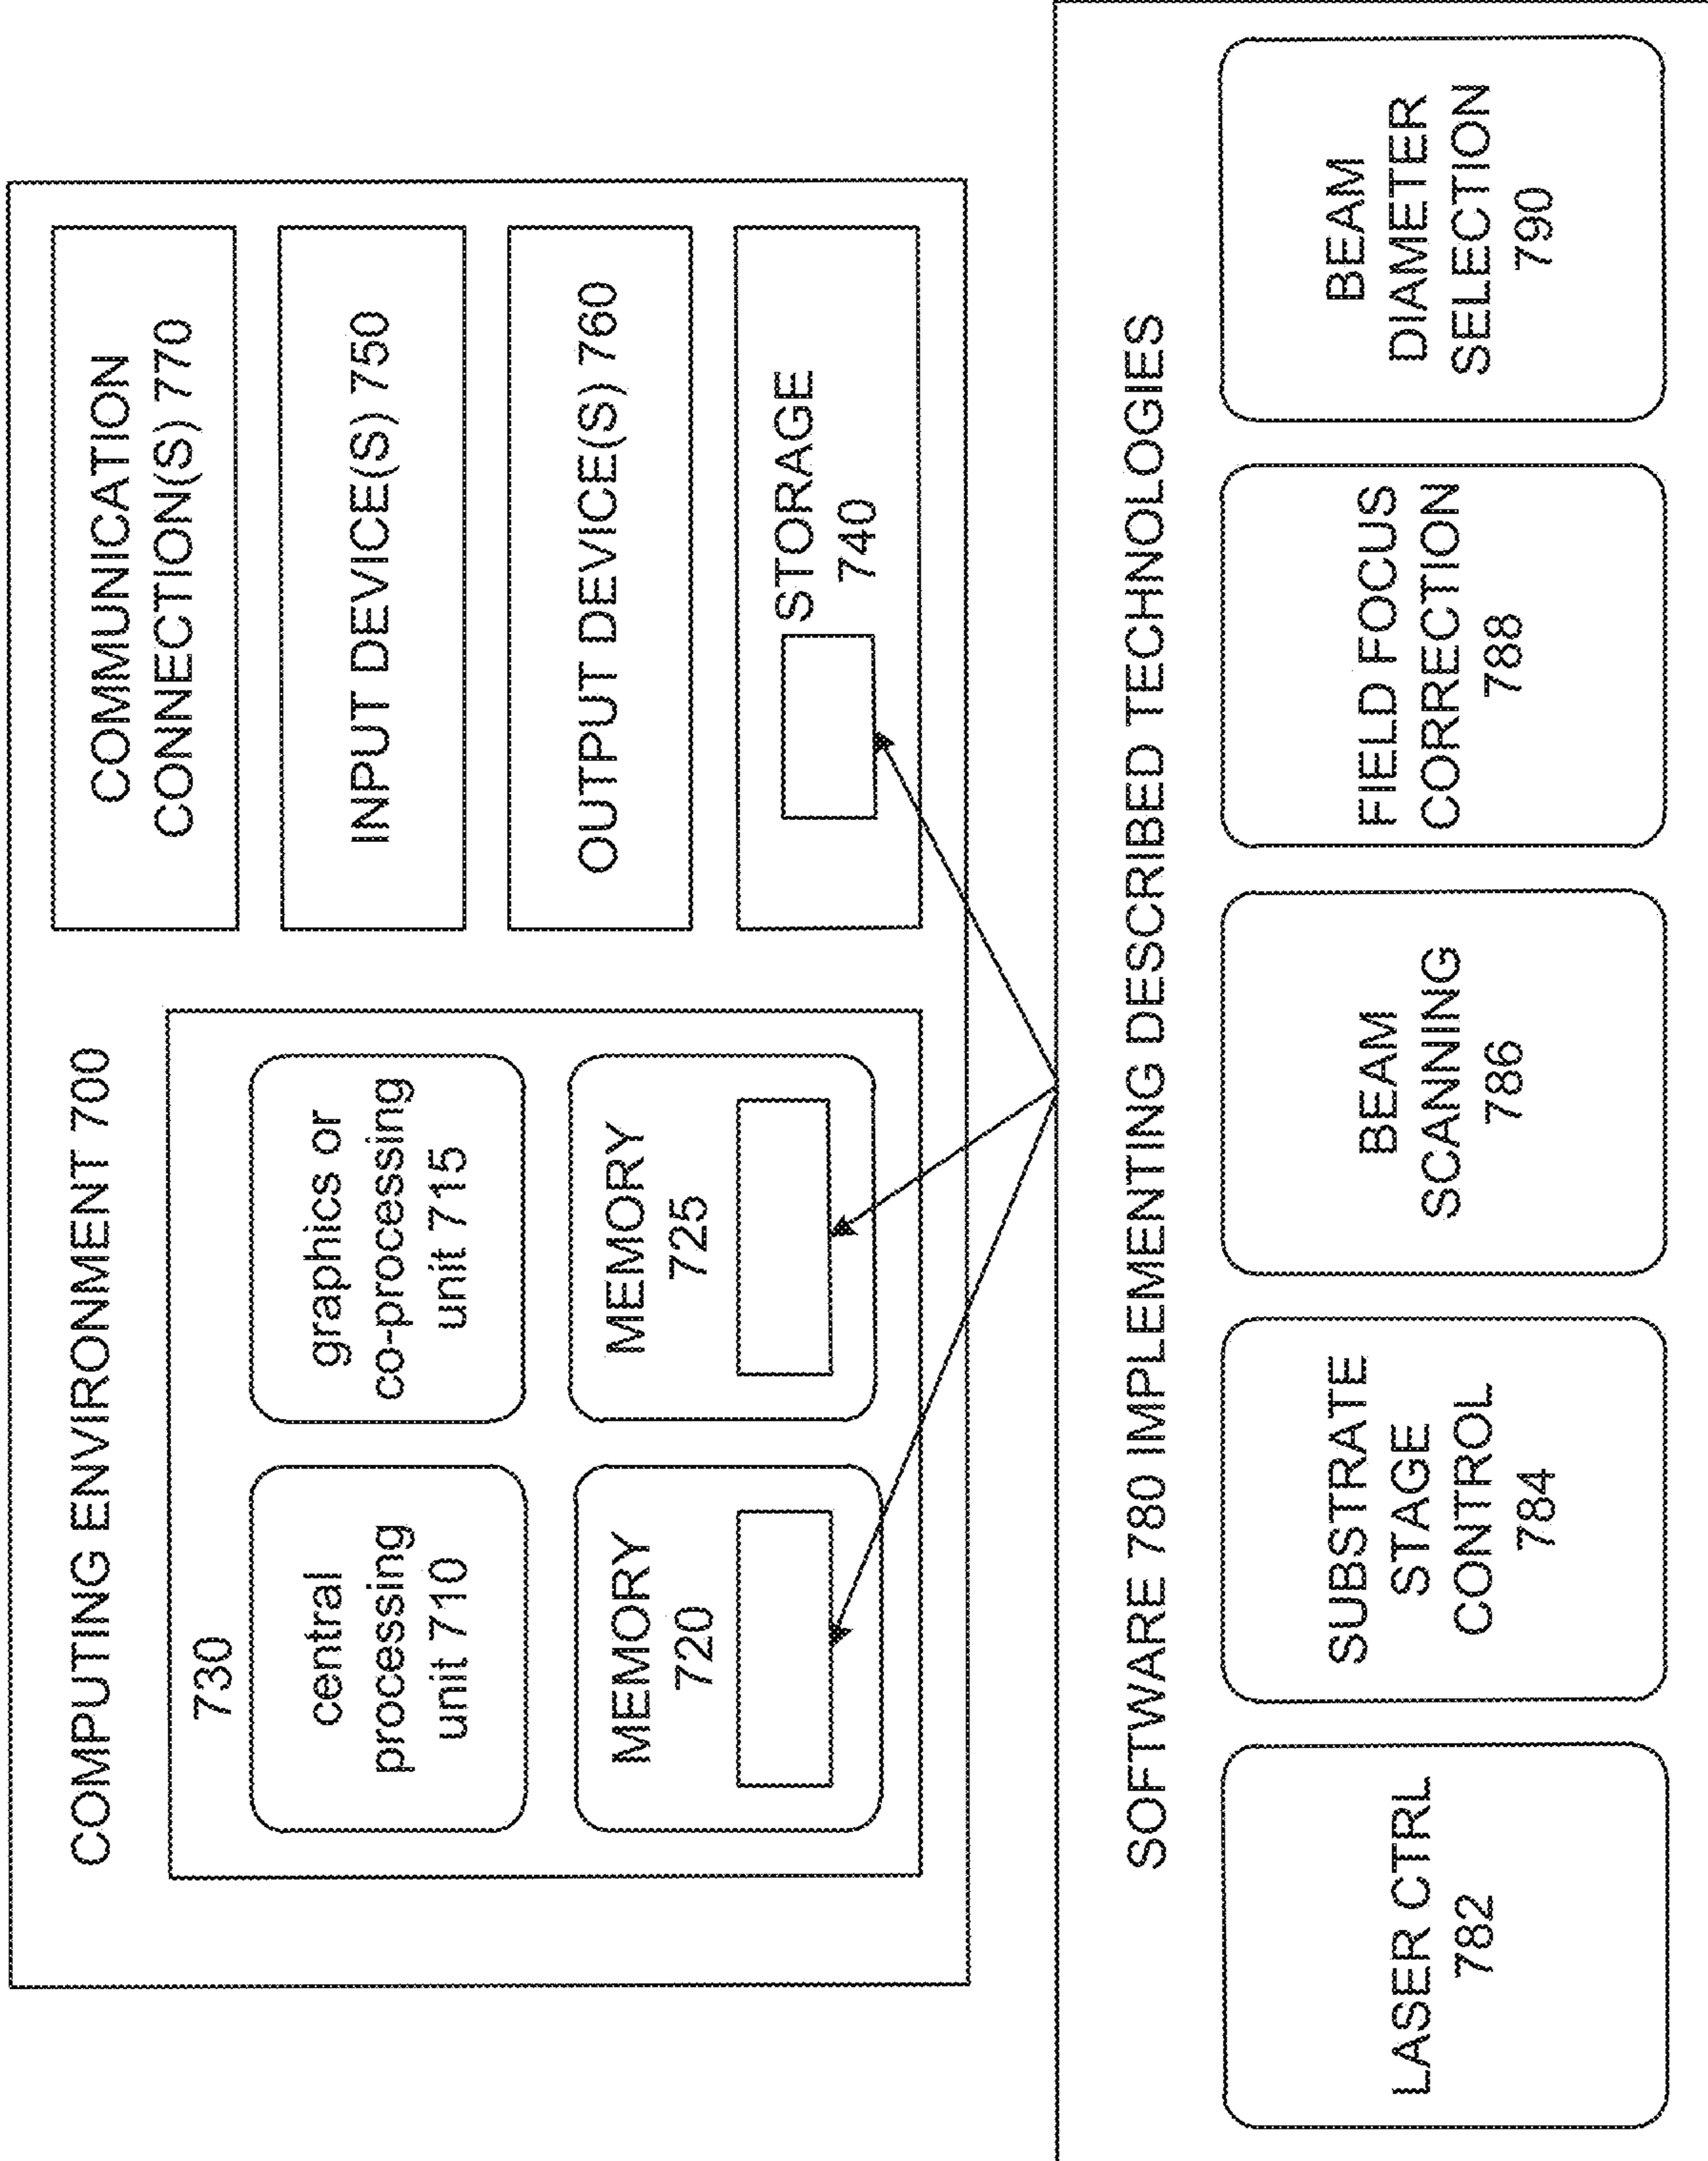 COMPUTING ENVIRONMENT 700
730
central
processing
unit 710
graphics or
co-processing
unit 715
MEMORY
720
MEMORY
725
COMMUNICATION
CONNECTION(S) 770
INPUT DEVICE(S) 750
OUTPUT DEVICE(S) 760
STORAGE
740
SOFTWARE 780 IMPLEMENTING DESCRIBED TECHNOLOGIES
LASER CTRL
782
SUBSTRATE
STAGE
CONTROL
784
BEAM
SCANNING
786
FIELD FOCUS
CORRECTION
788
BEAM
DIAMETER
SELECTION
790